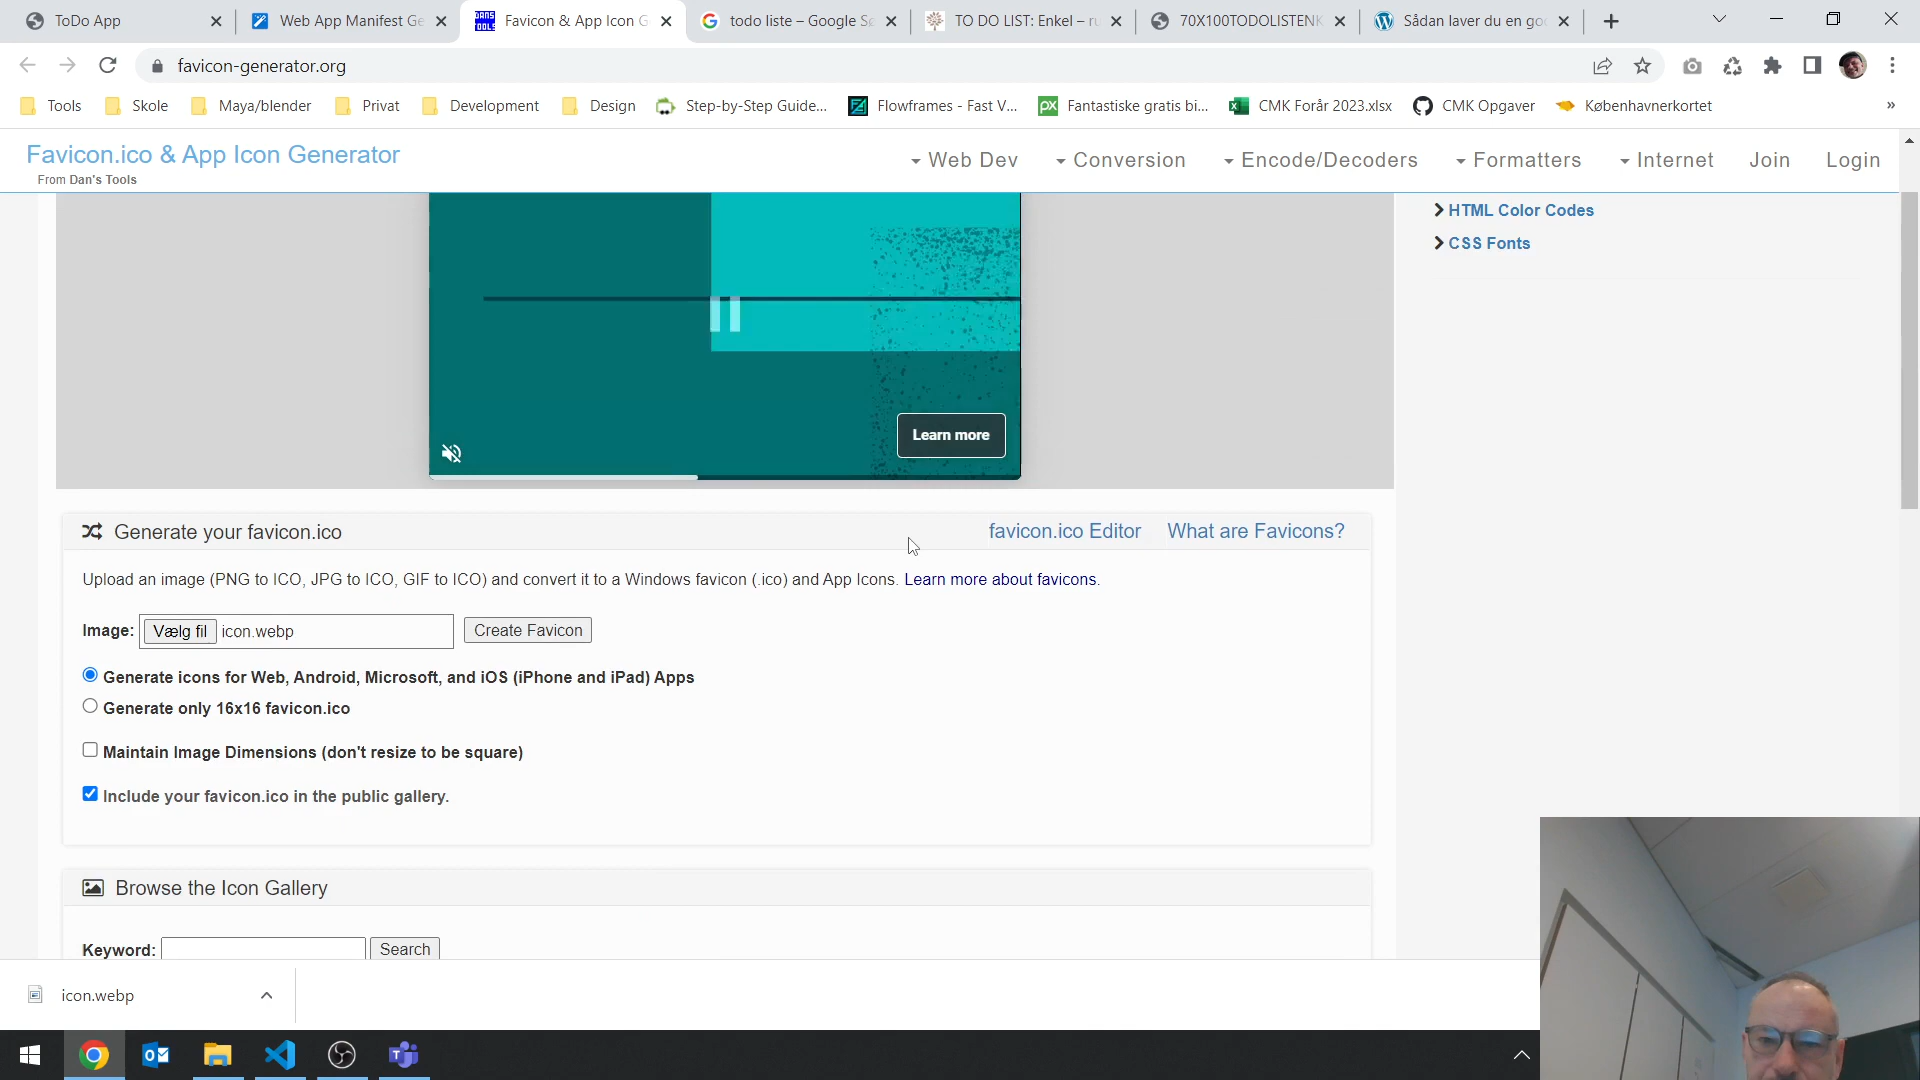 ToDo App
Web App Manifest Ge
Favicon & App Icon G
todo liste – Google Sø
TO DO LIST: Enkel – ru
70X100TODOLISTENK
Sådan laver du en go
favicon-generator.org
Tools
Skole
Maya/blender
Privat
Development
Design
Step-by-Step Guide...
Flowframes - Fast V...
Fantastiske gratis bi...
CMK Forår 2023.xlsx
CMK Opgaver
Københavnerkortet
»
Favicon.ico & App Icon Generator
From Dan's Tools
Web Dev
Conversion
Encode/Decoders
Formatters
Internet
Join
Login
HTML Color Codes
CSS Fonts
Learn more
Generate your favicon.ico
favicon.ico Editor
What are Favicons?
Upload an image (PNG to ICO, JPG to ICO, GIF to ICO) and convert it to a Windows favicon (.ico) and App Icons. Learn more about favicons.
Image: Vælg fil icon.webp Create Favicon
Generate icons for Web, Android, Microsoft, and iOS (iPhone and iPad) Apps
Generate only 16x16 favicon.ico
Maintain Image Dimensions (don't resize to be square)
Include your favicon.ico in the public gallery.
Browse the Icon Gallery
Keyword: Search
icon.webp